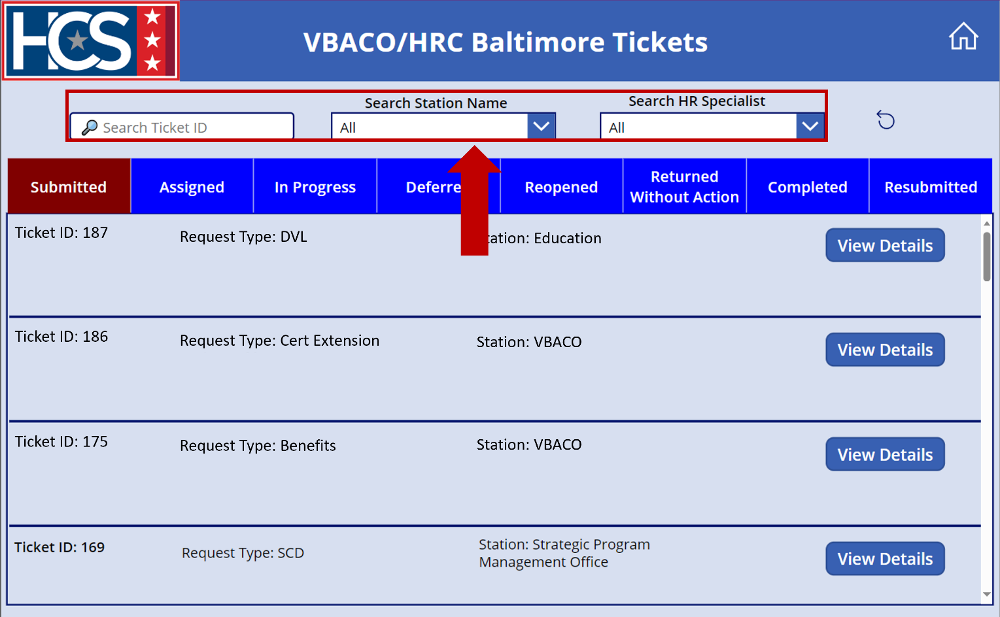 HCS
VBACO/HRC Baltimore Tickets
Search Station Name
Search HR Specialist
Search Ticket ID
All
All
Submitted
Assigned
In Progress
Deferre
Reopened
Returned
Without Action
Completed
Resubmitted
Ticket ID: 187
Request Type: DVL
tation: Education
View Details
Ticket ID: 186
Request Type: Cert Extension
Station: VBACO
View Details
Ticket ID: 175
Request Type: Benefits
Station: VBACO
View Details
Ticket ID: 169
Request Type: SCD
Station: Strategic Program
Management Office
View Details